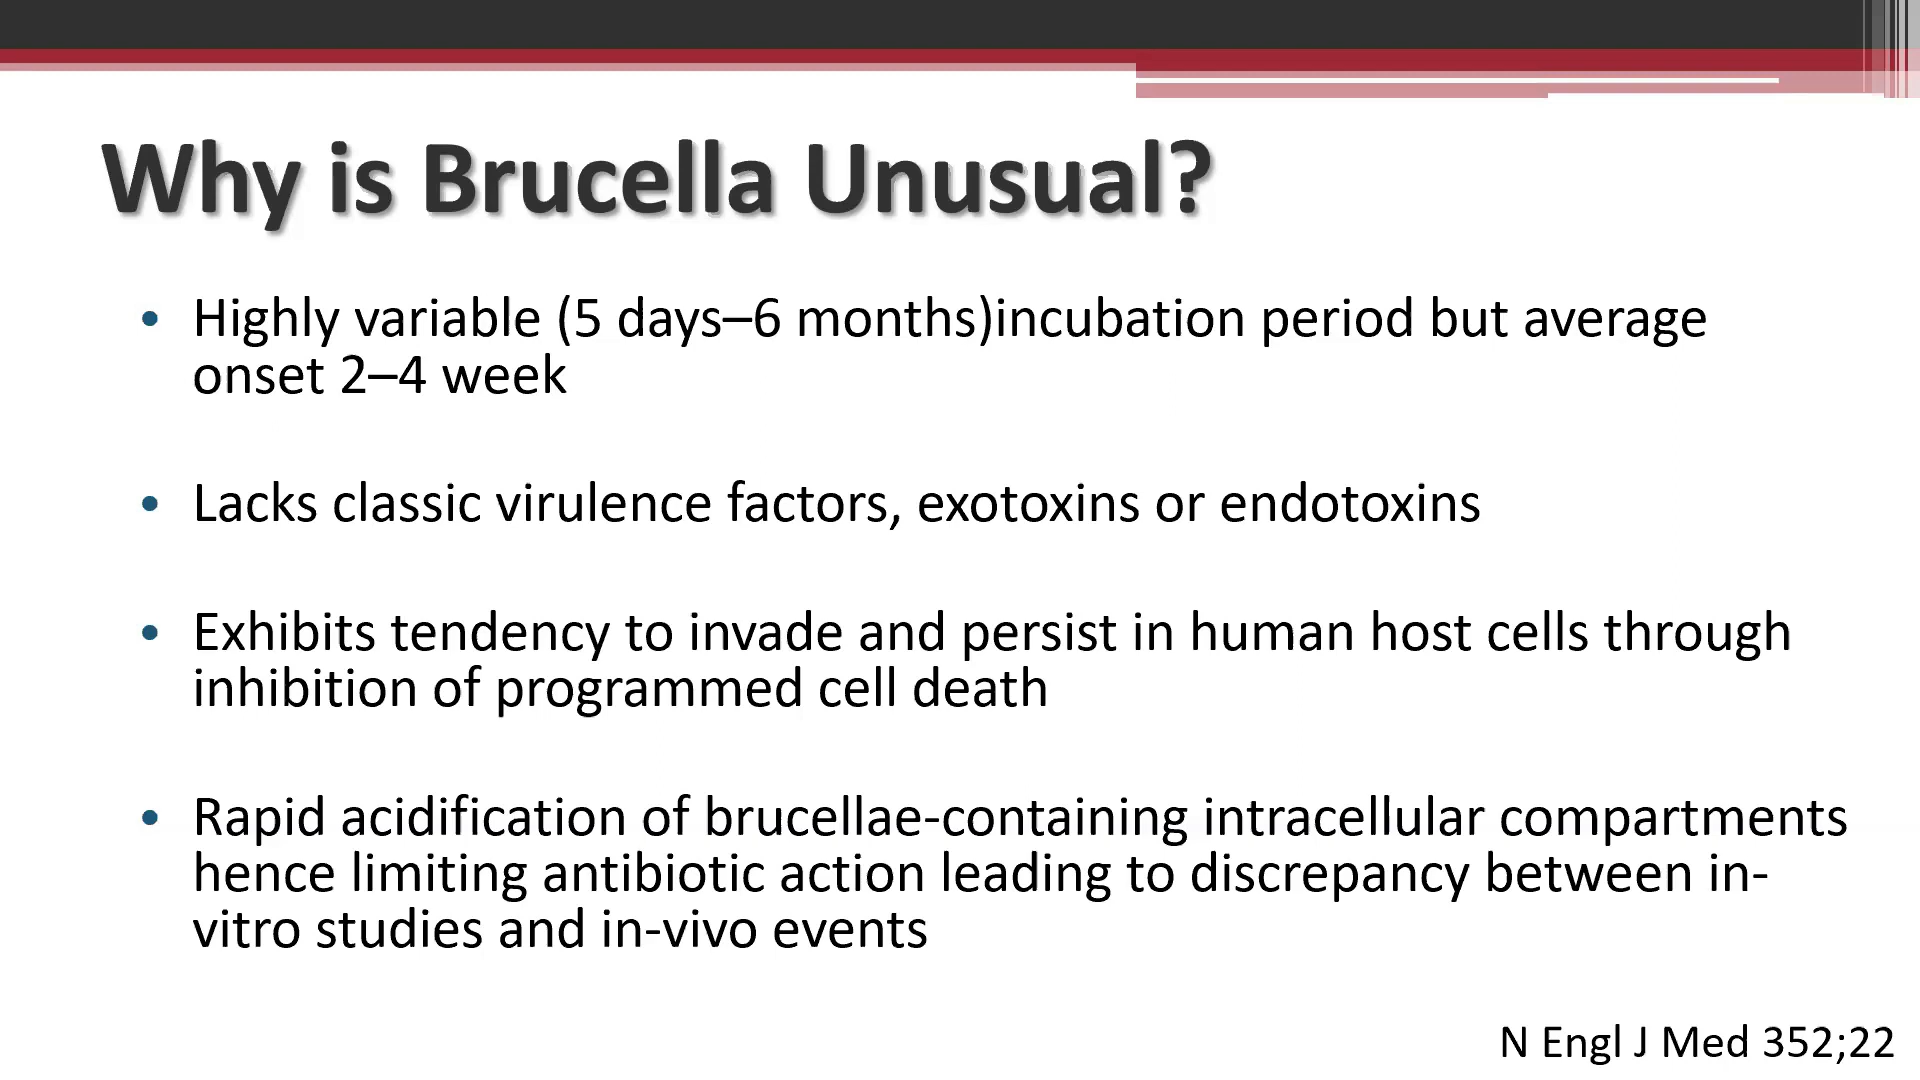 Why is Brucella Unusual?
• Highly variable (5 days–6 months)incubation period but average
onset 2–4 week
• Lacks classic virulence factors, exotoxins or endotoxins
• Exhibits tendency to invade and persist in human host cells through
inhibition of programmed cell death
• Rapid acidification of brucellae-containing intracellular compartments
hence limiting antibiotic action leading to discrepancy between in-
vitro studies and in-vivo events
N Engl J Med 352;22